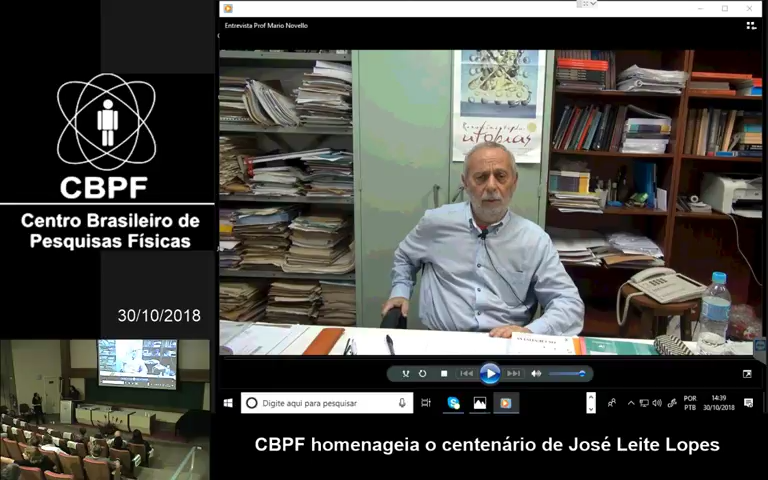 Entrevista Prof Mario Novello
utopias
CBPF
Centro Brasileiro de
Pesquisas Físicas
30/10/2018
Digite aqui para pesquisar
POR
PTB
14:39
30/10/2018
CBPF homenageia o centenário de José Leite Lopes